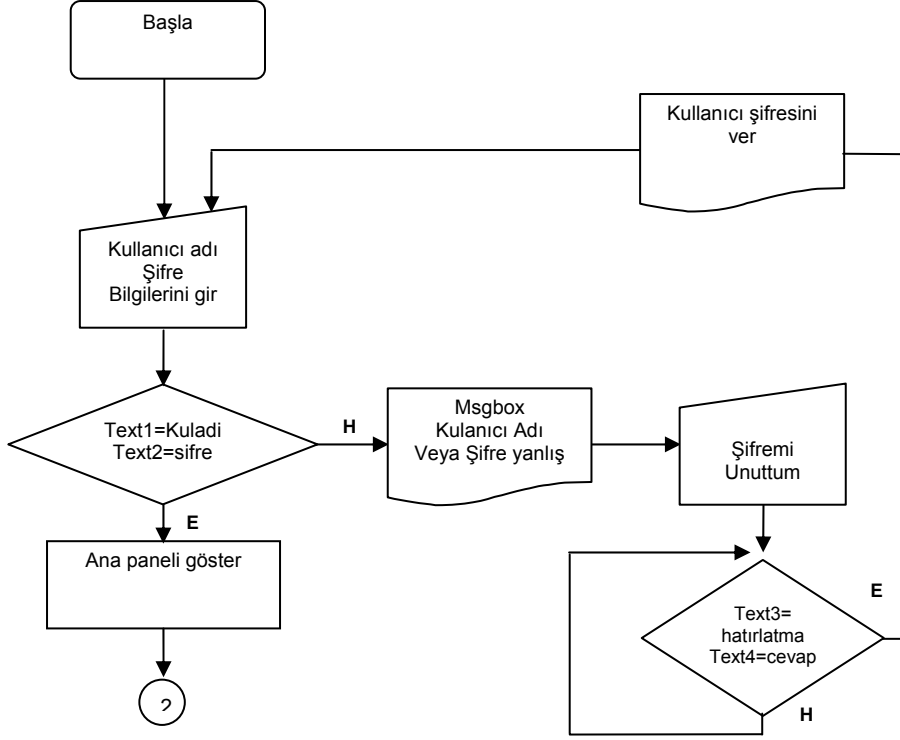 Başla
Kullanıcı şifresini
ver
Kullanıcı adı
Şifre
Bilgilerini gir
Text1=Kuladi
Text2=sifre
H
Msgbox
Kulanıcı Adı
Veya Şifre yanlış
Şifremi
Unuttum
E
Ana paneli göster
Text3=
hatırlatma
Text4=cevap
E
H
2